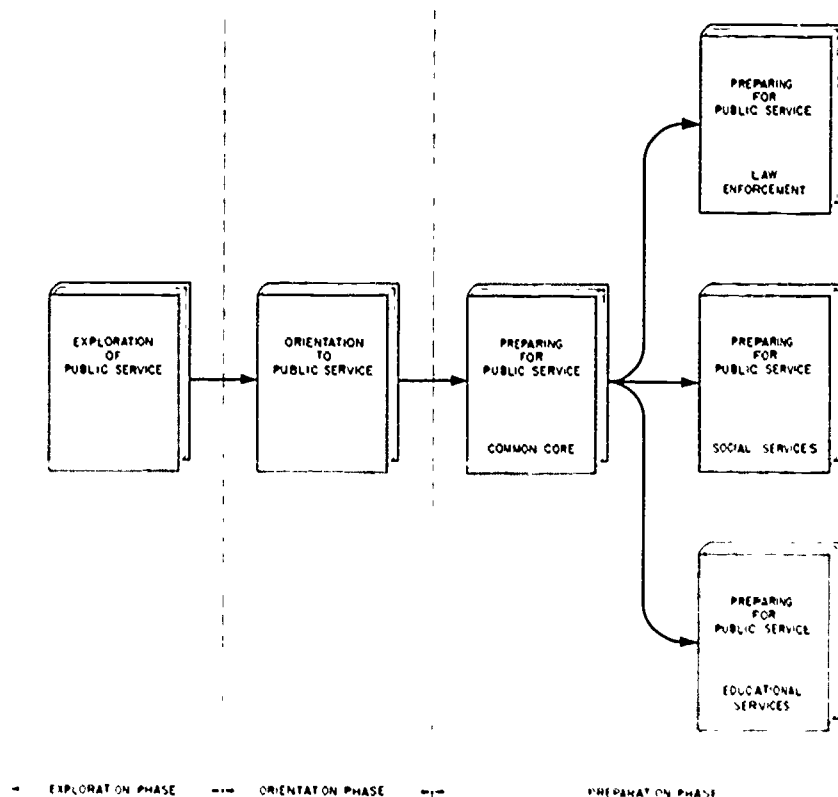 EXPLORATION
OF
PUBLIC SERVICE
ORIENTATION
TO
PUBLIC SERVICE
PREPARING
FOR
PUBLIC SERVICE
COMMON CORE
PREPARING
FOR
PUBLIC SERVICE
LAW
ENFORCEMENT
PREPARING
FOR
PUBLIC SERVICE
SOCIAL SERVICES
PREPARING
FOR
PUBLIC SERVICE
EDUCATIONAL
SERVICES
EXPLORATION PHASE
ORIENTATION PHASE
PREPARATION PHASE